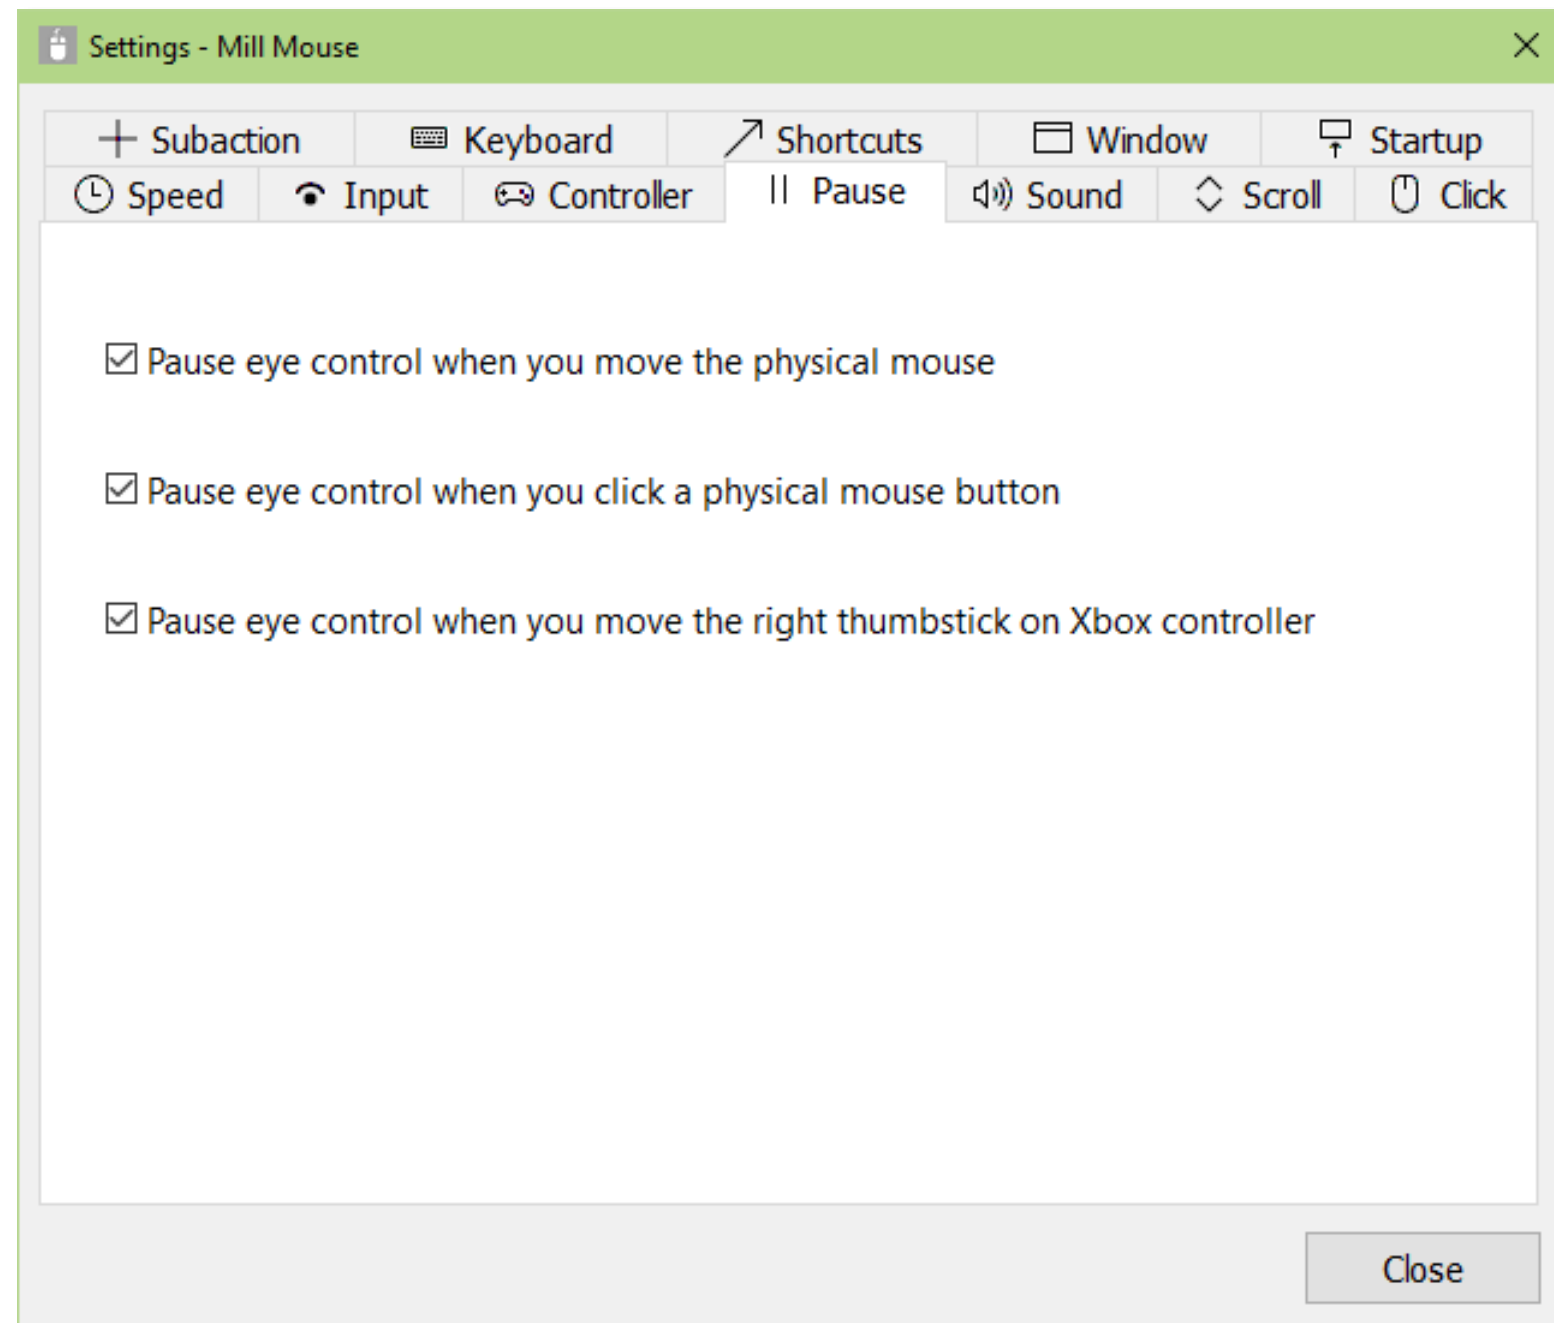 Settings - Mill Mouse
Subaction Keyboard Shortcuts Window Startup
Speed Input Controller Pause Sound Scroll Click
Pause eye control when you move the physical mouse
Pause eye control when you click a physical mouse button
Pause eye control when you move the right thumbstick on Xbox controller
Close